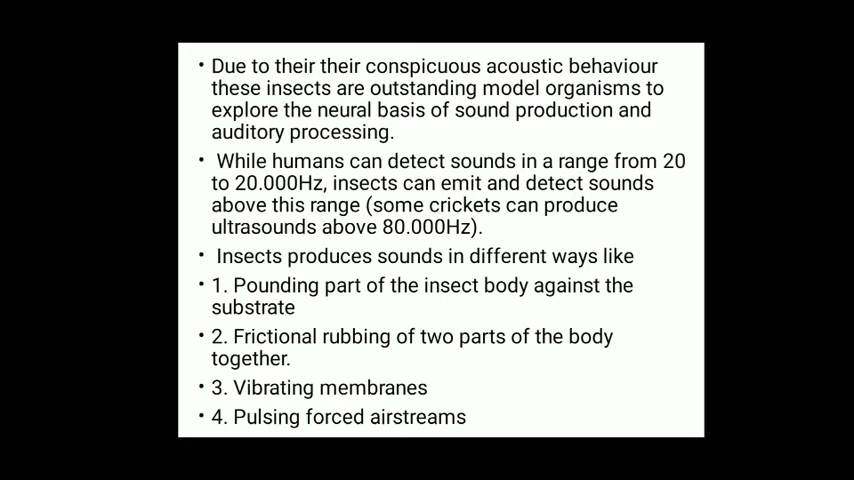 • Due to their their conspicuous acoustic behaviour
these insects are outstanding model organisms to
explore the neural basis of sound production and
auditory processing.
• While humans can detect sounds in a range from 20
to 20.000Hz, insects can emit and detect sounds
above this range (some crickets can produce
ultrasounds above 80.000Hz).
• Insects produces sounds in different ways like
• 1. Pounding part of the insect body against the
substrate
• 2. Frictional rubbing of two parts of the body
together.
• 3. Vibrating membranes
• 4. Pulsing forced airstreams